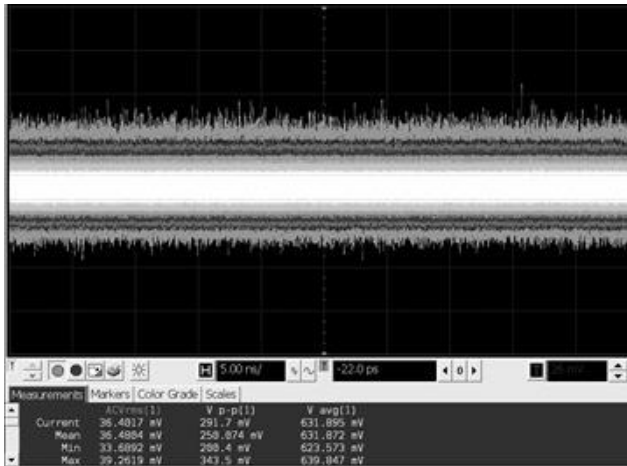 H 5.00 ns/ -22.0 ps 0 T
Measurements Markers Color Grade Scales
ACVrms(1) V p-p(1) V avg(1)
Current 36.4017 mV 291.7 mV 631.895 mV
Mean 36.4884 mV 258.074 mV 631.872 mV
Min 33.6892 mV 208.4 mV 623.573 mV
Max 39.2619 mV 343.5 mV 639.847 mV